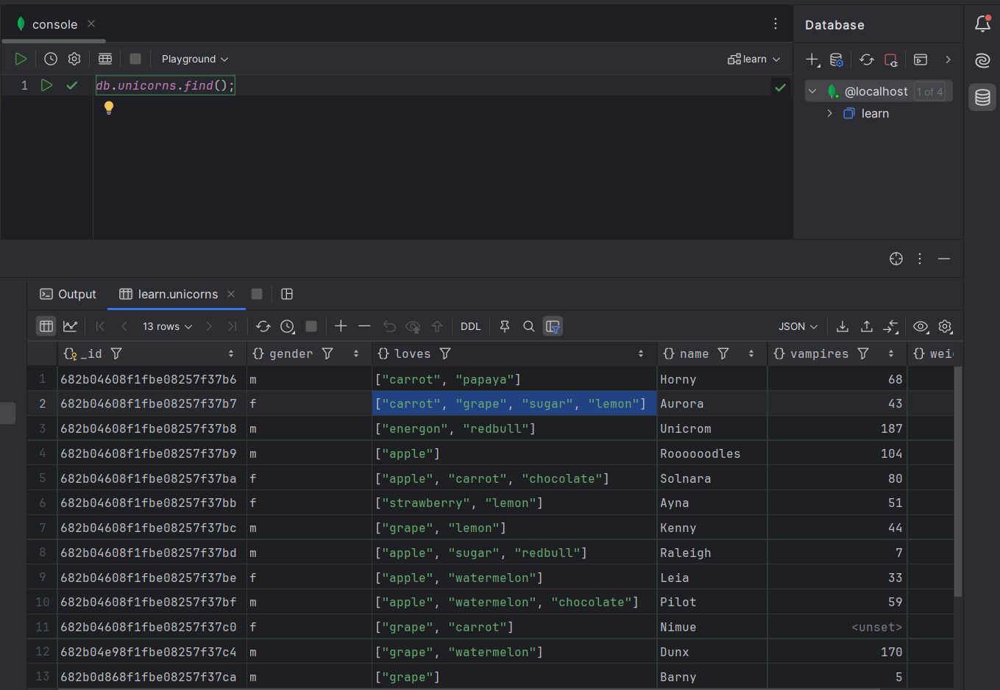 console
Database
Playground
learn
1
db.unicorns.find();
@localhost 1 of 4
learn
Output
learn.unicorns
13 rows
DDL
JSON
_id gender loves name vampires wei
1 682b04608f1fbe08257f37b6 m ["carrot", "papaya"] Horny 68
2 682b04608f1fbe08257f37b7 f ["carrot", "grape", "sugar", "lemon"] Aurora 43
3 682b04608f1fbe08257f37b8 m ["energon", "redbull"] Unicrom 187
4 682b04608f1fbe08257f37b9 m ["apple"] Roooooodles 104
5 682b04608f1fbe08257f37ba f ["apple", "carrot", "chocolate"] Solnara 80
6 682b04608f1fbe08257f37bb f ["strawberry", "lemon"] Ayna 51
7 682b04608f1fbe08257f37bc m ["grape", "lemon"] Kenny 44
8 682b04608f1fbe08257f37bd m ["apple", "sugar", "redbull"] Raleigh 7
9 682b04608f1fbe08257f37be f ["apple", "watermelon"] Leia 33
10 682b04608f1fbe08257f37bf m ["apple", "watermelon", "chocolate"] Pilot 59
11 682b04608f1fbe08257f37c0 f ["grape", "carrot"] Nimue <unset>
12 682b04e98f1fbe08257f37c4 m ["grape", "watermelon"] Dunx 170
13 682b0d868f1fbe08257f37ca m ["grape"] Barny 5